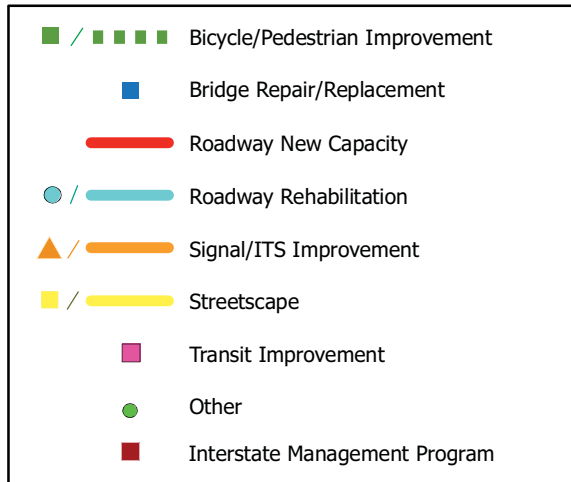 Bicycle/Pedestrian Improvement
Bridge Repair/Replacement
Roadway New Capacity
Roadway Rehabilitation
Signal/ITS Improvement
Streetscape
Transit Improvement
Other
Interstate Management Program